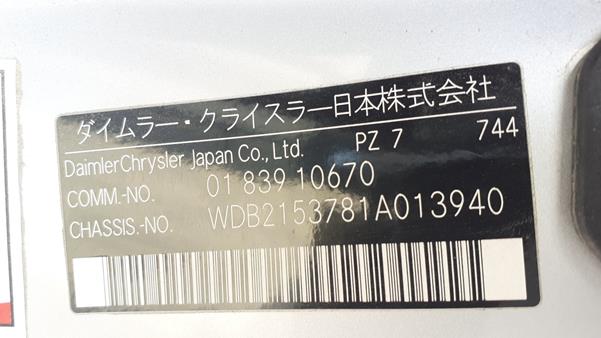 ダイムラー・クライスラー日本株式会社
DaimlerChrysler Japan Co., Ltd. PZ 7 744
COMM.-NO. 01 839 10670
CHASSIS.-NO. WDB2153781A013940